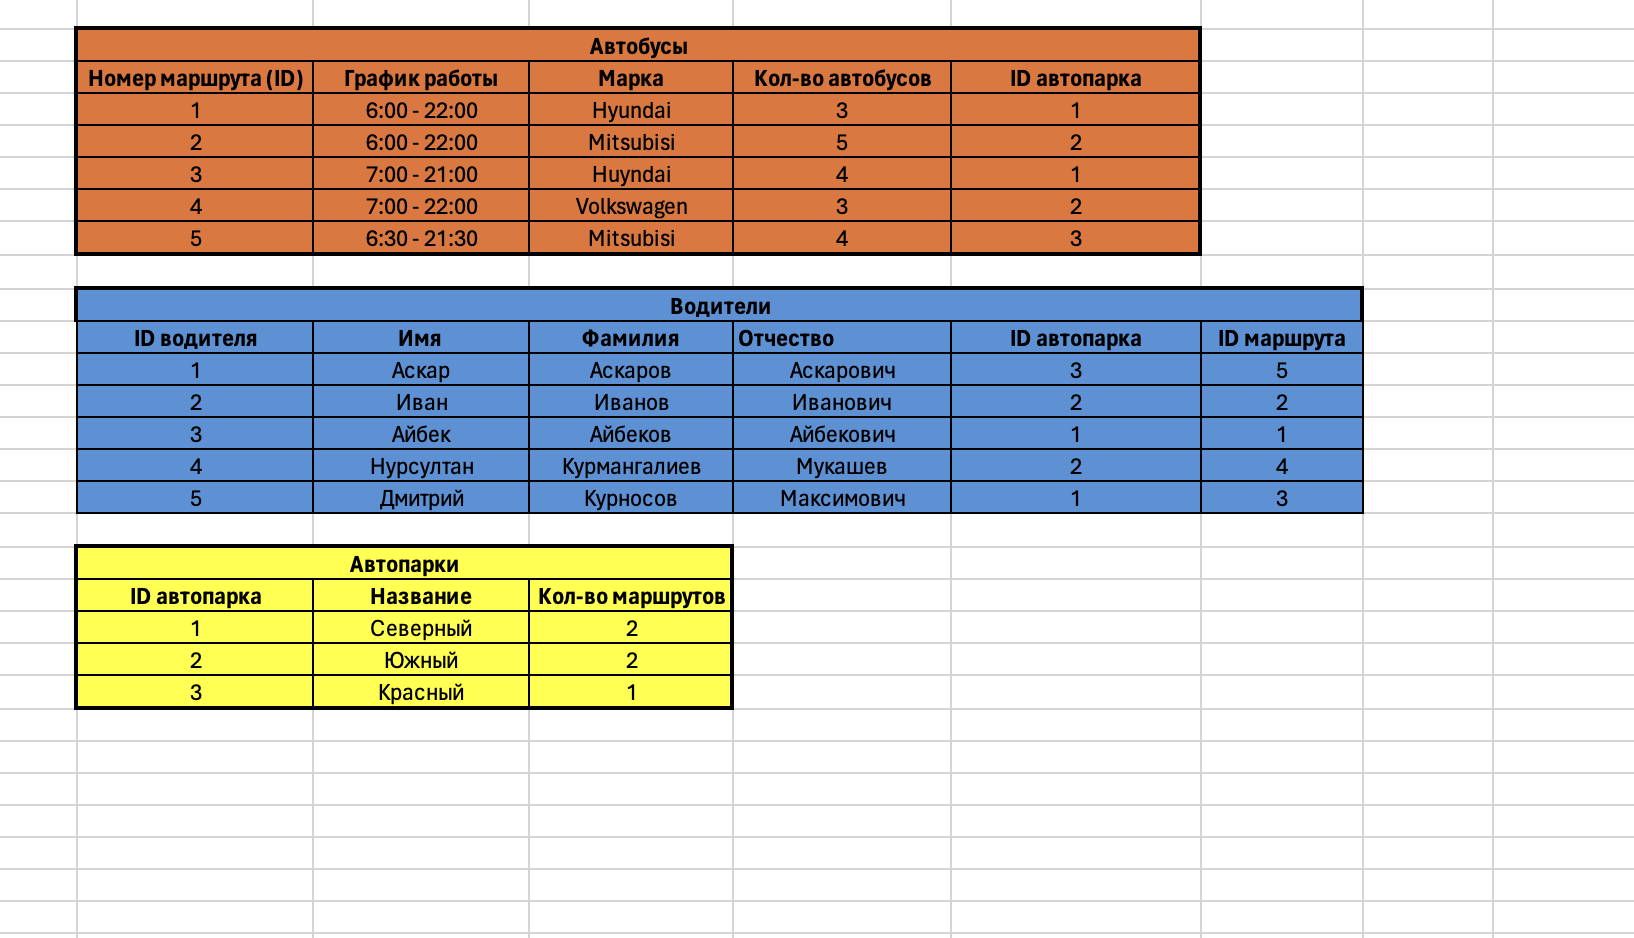 Автобусы
Номер маршрута (ID) График работы Марка Кол-во автобусов ID автопарка
1 6:00 - 22:00 Hyundai 3 1
2 6:00 - 22:00 Mitsubisi 5 2
3 7:00 - 21:00 Huyndai 4 1
4 7:00 - 22:00 Volkswagen 3 2
5 6:30 - 21:30 Mitsubisi 4 3
Водители
ID водителя Имя Фамилия Отчество ID автопарка ID маршрута
1 Аскар Аскаров Аскарович 3 5
2 Иван Иванов Иванович 2 2
3 Айбек Айбеков Айбекович 1 1
4 Нурсултан Курмангалиев Мукашев 2 4
5 Дмитрий Курносов Максимович 1 3
Автопарки
ID автопарка Название Кол-во маршрутов
1 Северный 2
2 Южный 2
3 Красный 1